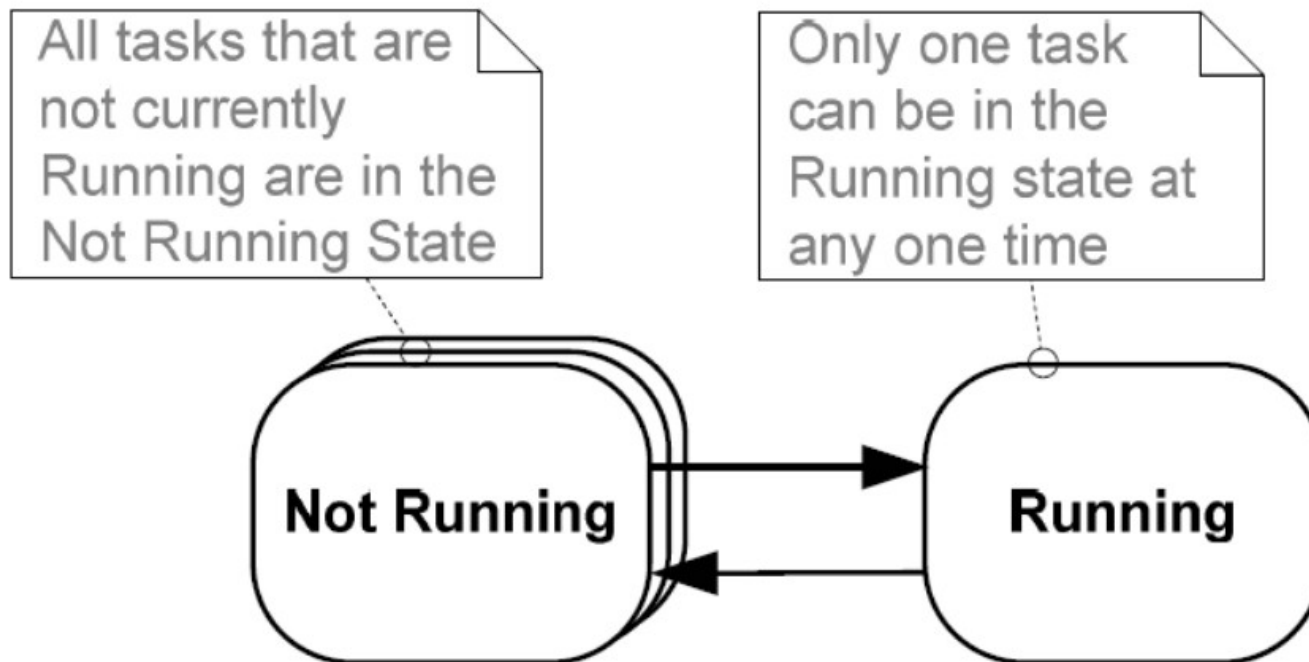 All tasks that are
not currently
Running are in the
Not Running State
Only one task
can be in the
Running state at
any one time
Not Running
Running